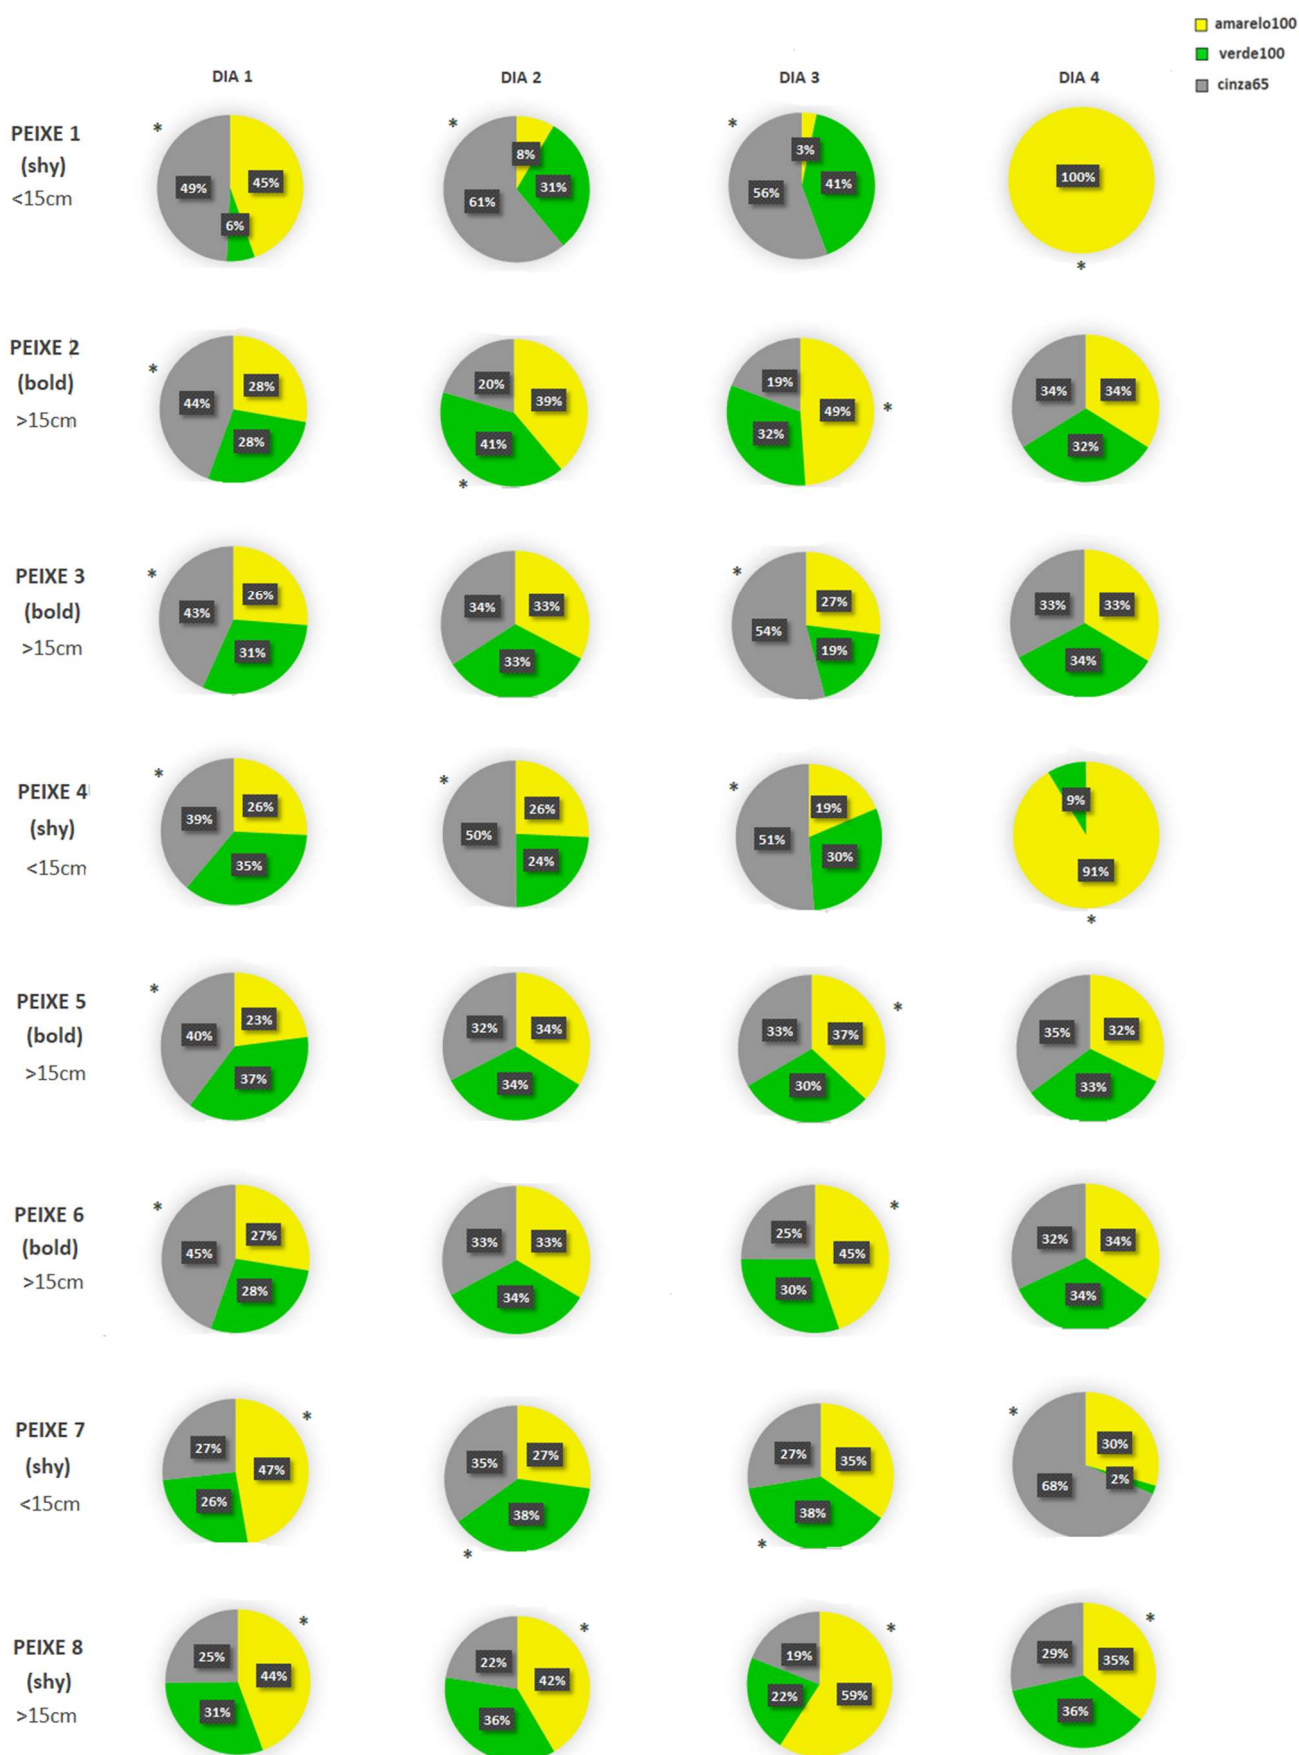 amarelo100
verde100
cinza65
DIA 1 DIA 2 DIA 3 DIA 4
PEIXE 1
(shy)
<15cm
* 49% 45% 6%
* 8% 31% 61%
* 3% 41% 56%
100% *
PEIXE 2
(bold)
>15cm
* 44% 28% 28%
20% 39% 41% *
19% 49% 32% *
34% 34% 32%
PEIXE 3
(bold)
>15cm
* 43% 26% 31%
34% 33% 33%
* 54% 27% 19%
33% 33% 34%
PEIXE 4
(shy)
<15cm
* 39% 26% 35%
* 50% 26% 24%
* 51% 19% 30%
9% 91% *
PEIXE 5
(bold)
>15cm
* 40% 23% 37%
32% 34% 34%
33% 37% 30% *
35% 32% 33%
PEIXE 6
(bold)
>15cm
* 45% 27% 28%
33% 33% 34%
25% 45% 30% *
32% 34% 34%
PEIXE 7
(shy)
<15cm
27% 47% 26% *
35% 27% 38% *
27% 35% 38% *
* 68% 30% 2%
PEIXE 8
(shy)
>15cm
25% 44% 31% *
22% 42% 36% *
19% 59% 22% *
29% 35% 36% *